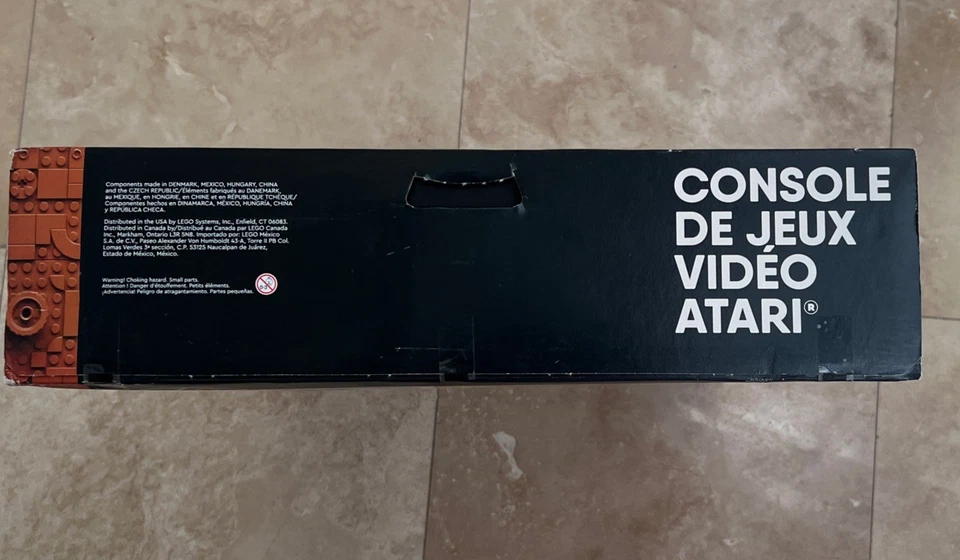 Components made in DENMARK, MEXICO, HUNGARY, CHINA
and the CZECH REPUBLIC/Éléments fabriqués au DANEMARK,
au MEXIQUE, en HONGRIE, en CHINE et en RÉPUBLIQUE TCHÈQUE/
Componentes hechos en DINAMARCA, MÉXICO, HUNGRÍA, CHINA
y REPÚBLICA CHECA.
Distributed in the USA by LEGO Systems, Inc., Enfield, CT 06083.
Distributed in Canada by/Distribué au Canada par LEGO Canada
Inc., Markham, Ontario L3R 5N8. Importado por: LEGO México
S.A. de C.V., Paseo Alexander Von Humboldt 43-A, Torre II PB Col.
Lomas Verdes 3ª sección, C.P. 53125 Naucalpan de Juárez,
Estado de México, México.
Warning! Choking hazard. Small parts.
Attention ! Danger d'étouffement. Petits éléments.
¡Advertencia! Peligro de atragantamiento. Partes pequeñas.
0-3
CONSOLE
DE JEUX
VIDÉO
ATARI®